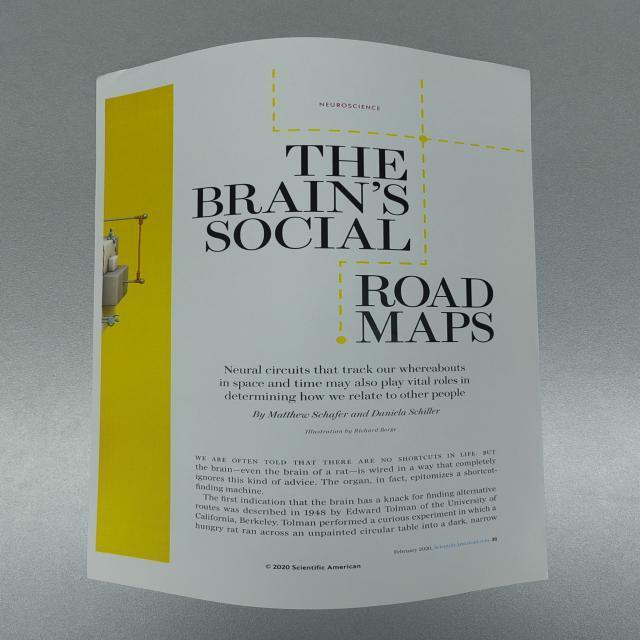 NEUROSCIENCE
THE
BRAIN'S
SOCIAL
ROAD
MAPS
Neural circuits that track our whereabouts
in space and time may also play vital roles in
determining how we relate to other people
By Matthew Schafer and Daniela Schiller
Illustration by Richard Borge
WE ARE OFTEN TOLD THAT THERE ARE NO SHORTCUTS IN LIFE. BUT
the brain—even the brain of a rat—is wired in a way that completely
ignores this kind of advice. The organ, in fact, epitomizes a shortcut-
finding machine.
The first indication that the brain has a knack for finding alternative
routes was described in 1948 by Edward Tolman of the University of
California, Berkeley. Tolman performed a curious experiment in which a
hungry rat ran across an unpainted circular table into a dark, narrow
February 2020, ScientificAmerican.com
© 2020 Scientific American